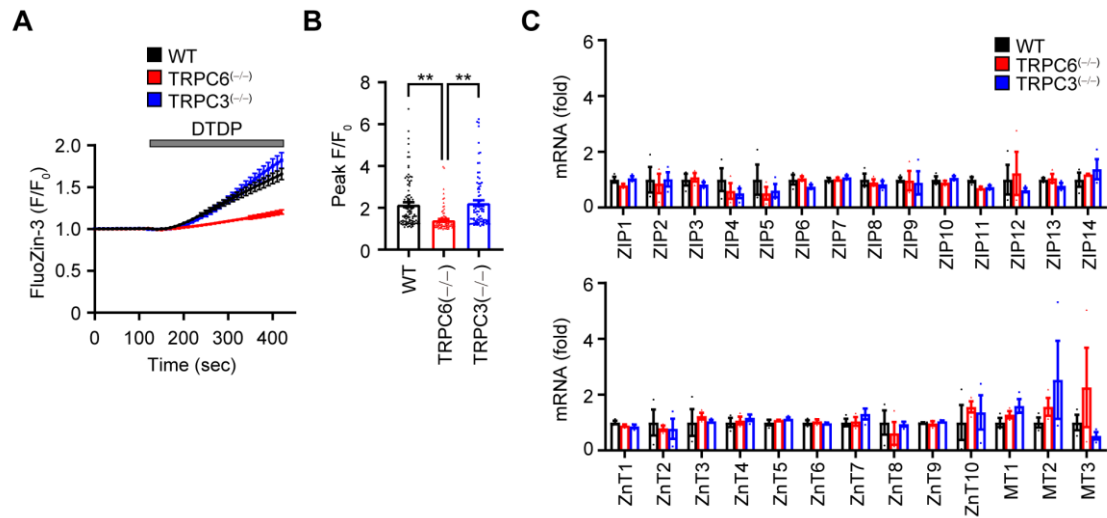 A
WT
TRPC6(−/−)
TRPC3(−/−)
DTDP
FluoZin-3 (F/F0)
2.0
1.5
1.0
0.5
0
0 100 200 300 400
Time (sec)
B
** **
Peak F/F0
8
6
4
2
0
WT
TRPC6(−/−)
TRPC3(−/−)
C
WT
TRPC6(−/−)
TRPC3(−/−)
mRNA (fold)
6
4
2
0
ZIP1
ZIP2
ZIP3
ZIP4
ZIP5
ZIP6
ZIP7
ZIP8
ZIP9
ZIP10
ZIP11
ZIP12
ZIP13
ZIP14
mRNA (fold)
6
4
2
0
ZnT1
ZnT2
ZnT3
ZnT4
ZnT5
ZnT6
ZnT7
ZnT8
ZnT9
ZnT10
MT1
MT2
MT3